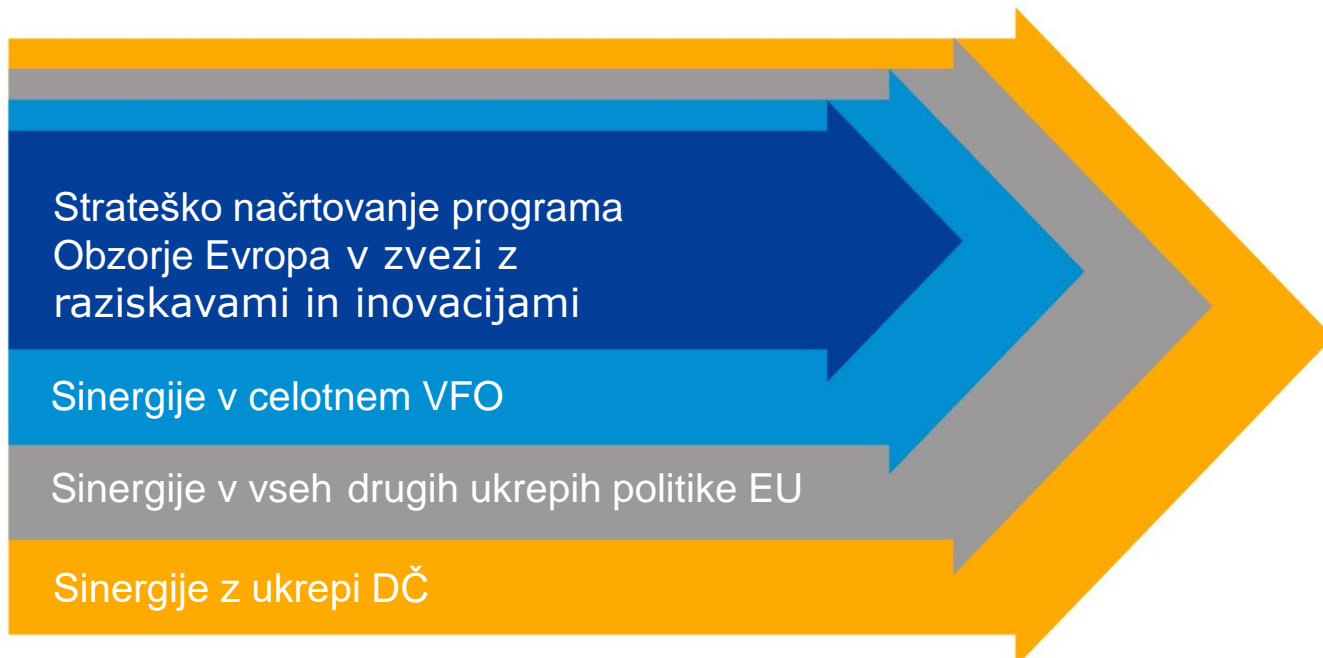 Strateško načrtovanje programa
Obzorje Evropa v zvezi z
raziskavami in inovacijami
Sinergije v celotnem VFO
Sinergije v vseh drugih ukrepih politike EU
Sinergije z ukrepi DČ